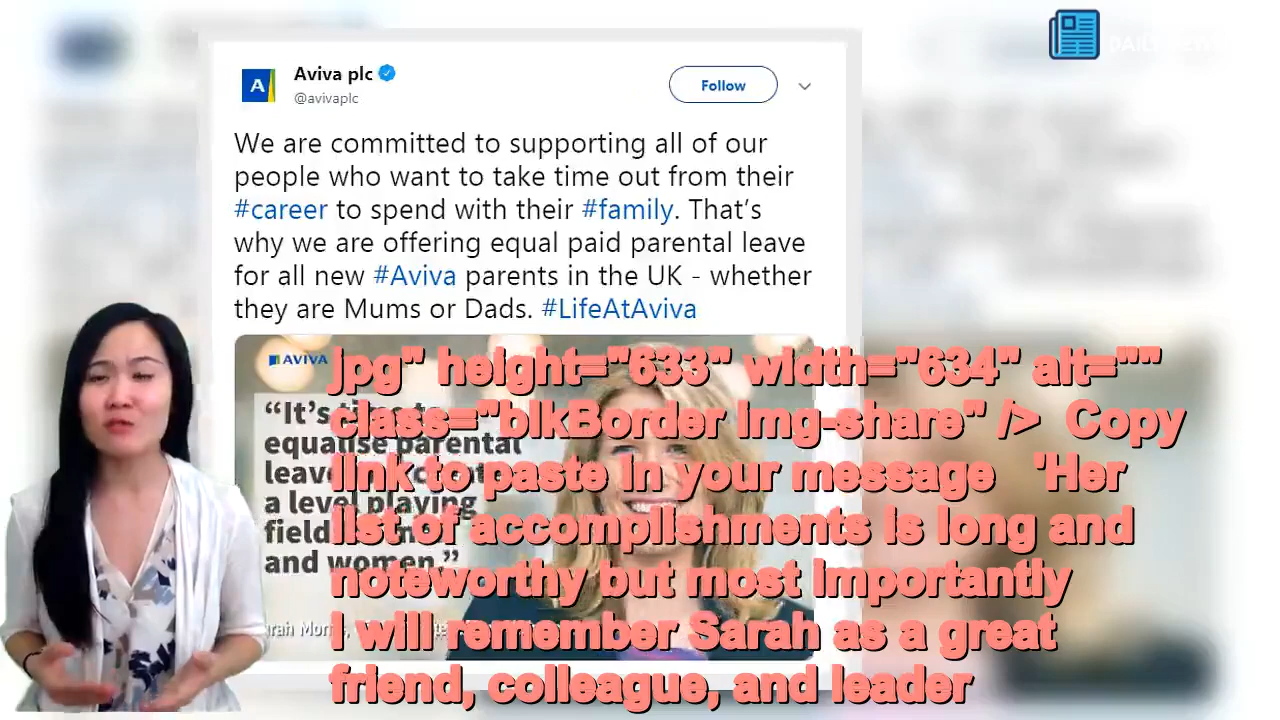 DAILY NEW
Aviva plc
@avivaplc
Follow
We are committed to supporting all of our
people who want to take time out from their
#career to spend with their #family. That's
why we are offering equal paid parental leave
for all new #Aviva parents in the UK - whether
they are Mums or Dads. #LifeAtAviva
AVIVA
"It's time to
equalise parental
leave
a level playing
field
and women."
jpg" height="633" width="634" alt=""
class="blkBorder img-share" /> Copy
link to paste in your message 'Her
list of accomplishments is long and
noteworthy but most importantly
I will remember Sarah as a great
friend, colleague, and leader